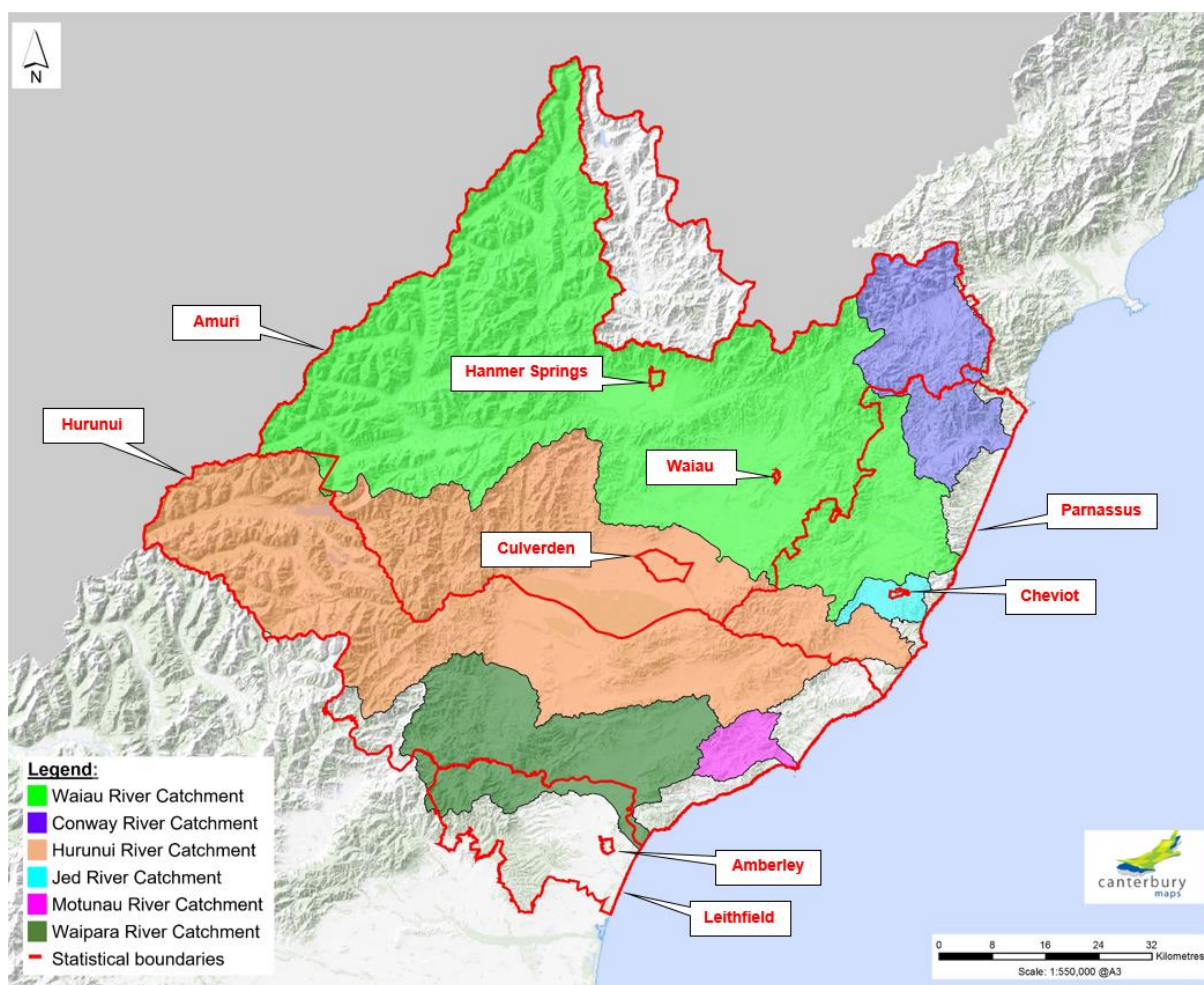 N
Amuri
Hanmer Springs
Hurunui
Waiau
Parnassus
Culverden
Cheviot
Amberley
Leithfield
Legend:
Waiau River Catchment
Conway River Catchment
Hurunui River Catchment
Jed River Catchment
Motunau River Catchment
Waipara River Catchment
Statistical boundaries
canterbury
maps
0 8 16 24 32
Kilometres
Scale: 1:550,000 @A3